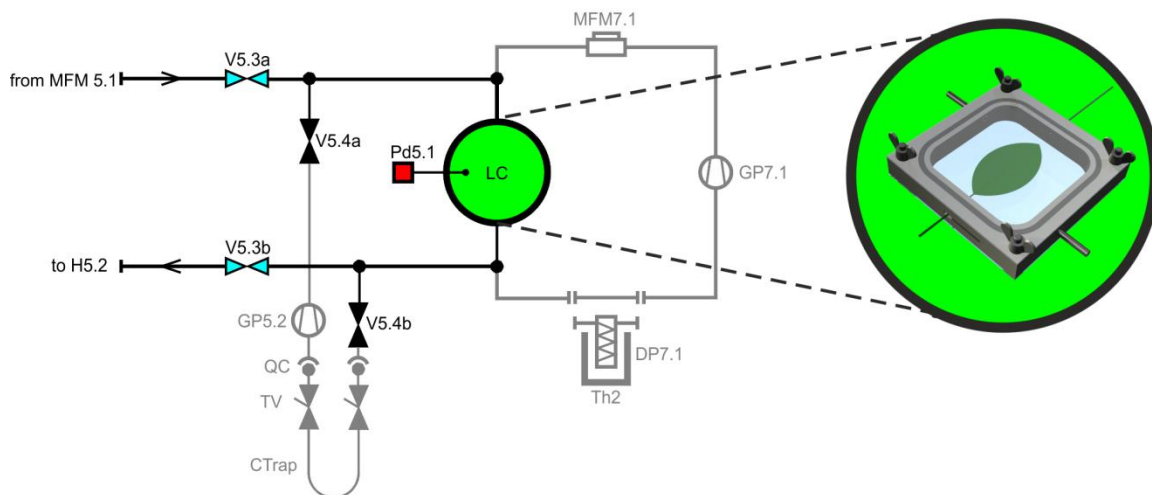 MFM7.1
V5.3a
from MFM 5.1
V5.4a
Pd5.1
LC
GP7.1
V5.3b
to H5.2
GP5.2
V5.4b
DP7.1
QC
Th2
TV
CTrap